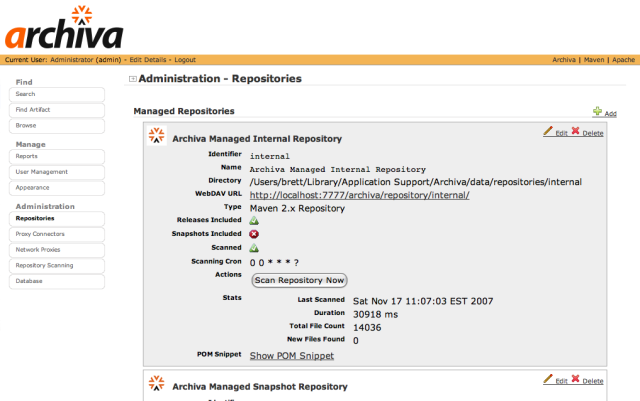 archiva
Current User: Administrator (admin) - Edit Details - Logout
Archiva | Maven | Apache
Find
Search
Find Artifact
Browse
Manage
Reports
User Management
Appearance
Administration
Repositories
Proxy Connectors
Network Proxies
Repository Scanning
Database
Administration - Repositories
Managed Repositories
Add
Archiva Managed Internal Repository
Edit Delete
Identifier internal
Name Archiva Managed Internal Repository
Directory /Users/brett/Library/Application Support/Archiva/data/repositories/internal
WebDAV URL http://localhost:7777/archiva/repository/internal/
Type Maven 2.x Repository
Releases Included
Snapshots Included
Scanned
Scanning Cron 0 0 * * * ?
Actions Scan Repository Now
Stats Last Scanned Sat Nov 17 11:07:03 EST 2007
Duration 30918 ms
Total File Count 14036
New Files Found 0
POM Snippet Show POM Snippet
Archiva Managed Snapshot Repository
Edit Delete